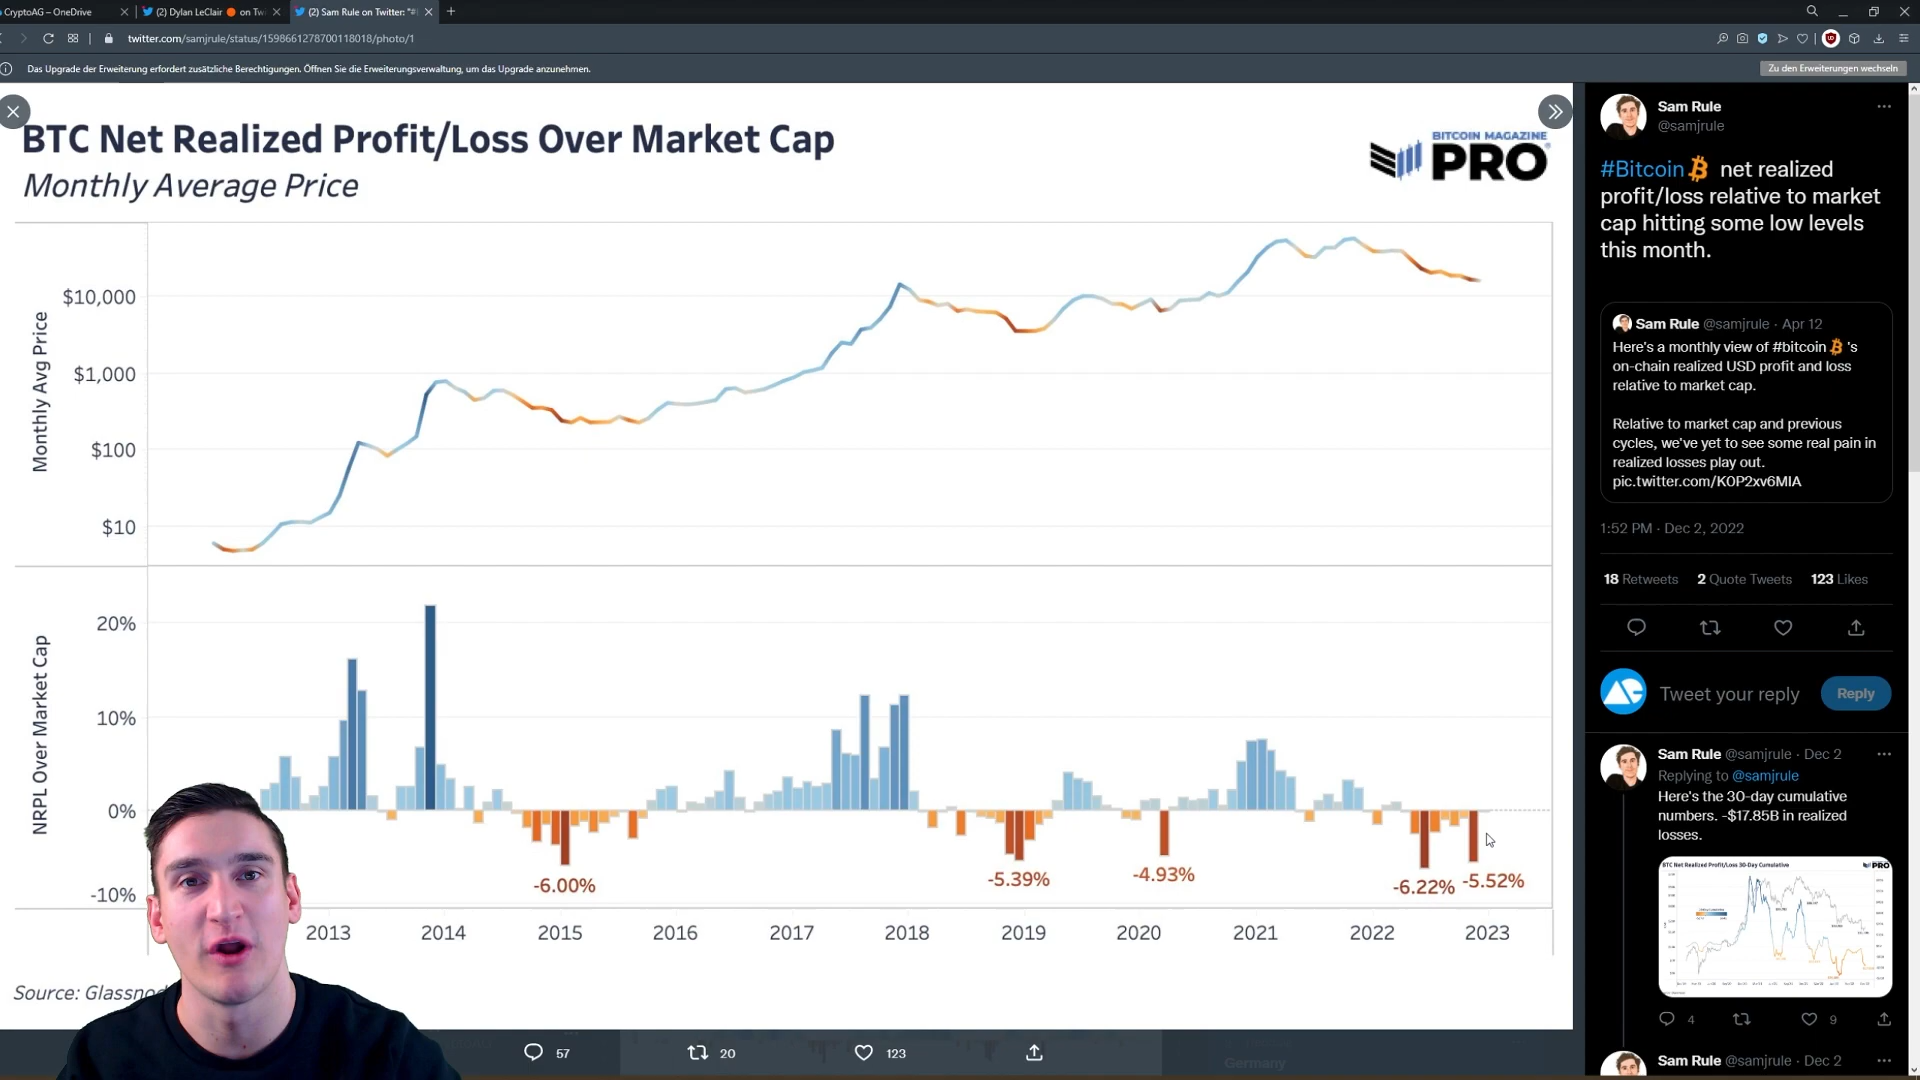 CryptoAG – OneDrive
(2) Dylan LeClair
on Tw
(2) Sam Rule on Twitter: "#
twitter.com/samjrule/status/1598661278700118018/photo/1
Das Upgrade der Erweiterung erfordert zusätzliche Berechtigungen. Öffnen Sie die Erweiterungsverwaltung, um das Upgrade anzunehmen.
Zu den Erweiterungen wechseln
BTC Net Realized Profit/Loss Over Market Cap
Monthly Average Price
BITCOIN MAGAZINE
PRO
Monthly Avg Price
$10,000
$1,000
$100
$10
NRPL Over Market Cap
20%
10%
0%
-10%
-6.00%
-5.39%
-4.93%
-6.22%
-5.52%
2013
2014
2015
2016
2017
2018
2019
2020
2021
2022
2023
Source: Glassnod
57
20
123
Germany
Sam Rule
@samjrule
#Bitcoin net realized
profit/loss relative to market
cap hitting some low levels
this month.
Sam Rule @samjrule · Apr 12
Here's a monthly view of #bitcoin 's
on-chain realized USD profit and loss
relative to market cap.
Relative to market cap and previous
cycles, we've yet to see some real pain in
realized losses play out.
pic.twitter.com/K0P2xv6MIA
1:52 PM · Dec 2, 2022
18 Retweets 2 Quote Tweets 123 Likes
Tweet your reply
Reply
Sam Rule @samjrule · Dec 2
Replying to @samjrule
Here's the 30-day cumulative
numbers. -$17.85B in realized
losses.
BTC Net Realized Profit/Loss 30-Day Cumulative
PRO
4
9
Sam Rule @samjrule · Dec 2